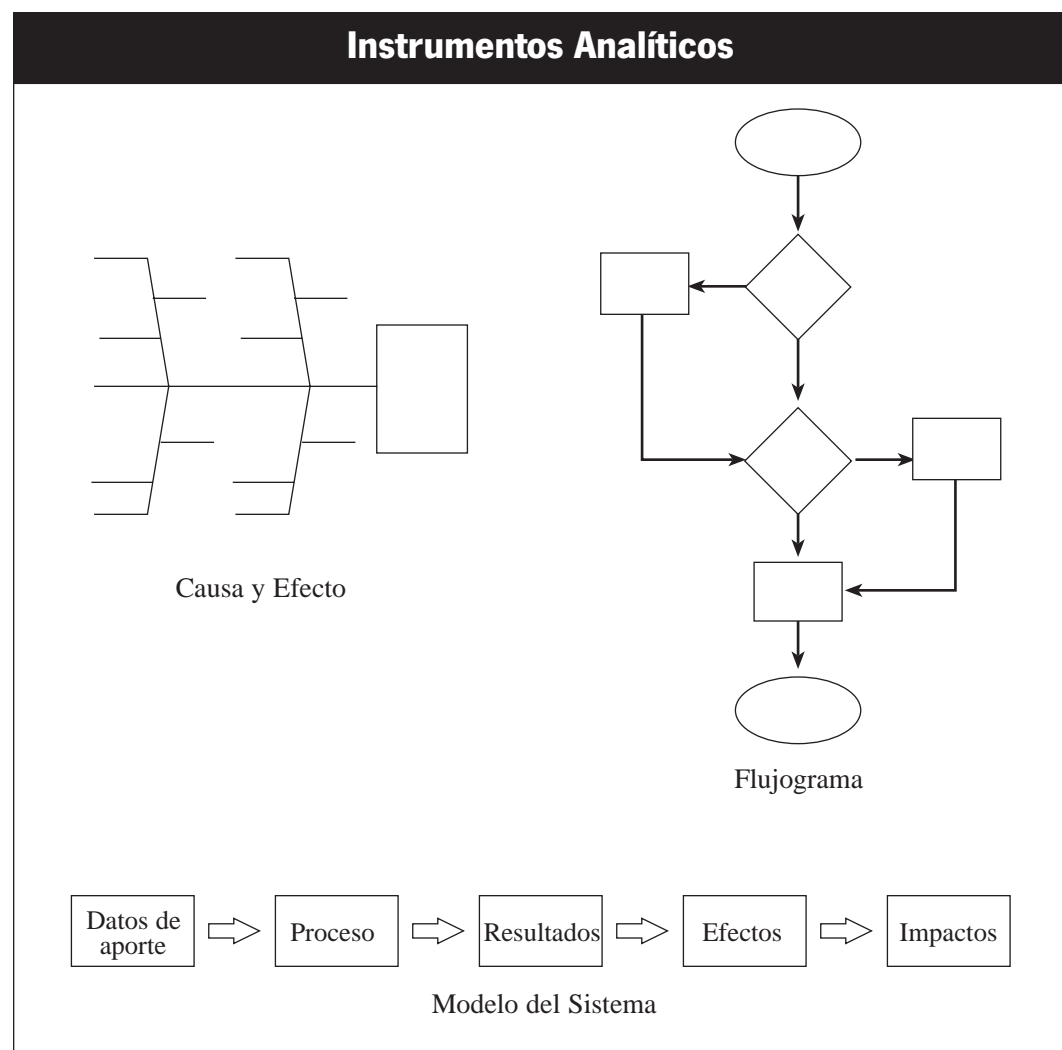 Instrumentos Analíticos
Causa y Efecto
Flujograma
Datos de
aporte
Proceso
Resultados
Efectos
Impactos
Modelo del Sistema